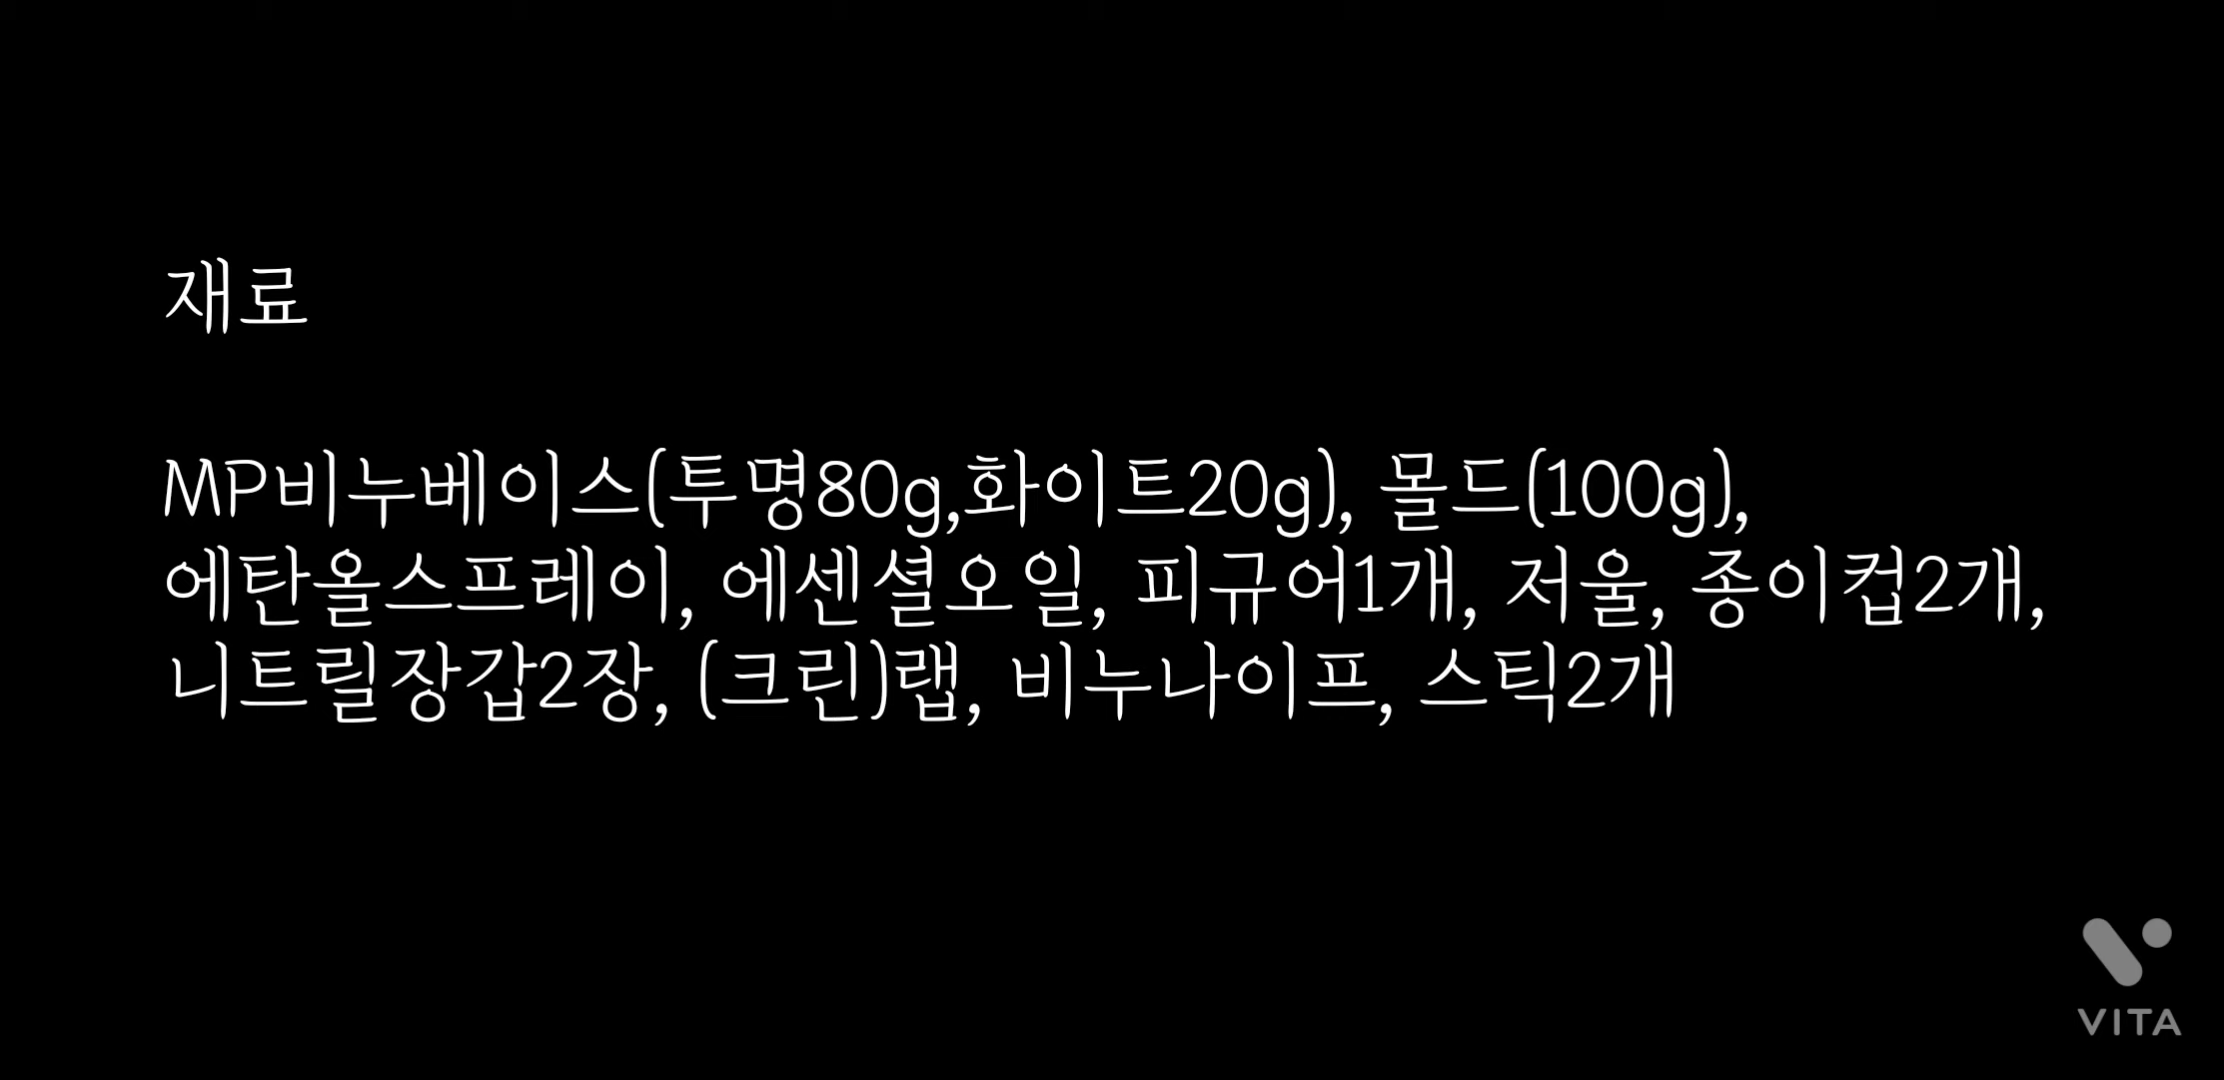 재료
MP비누베이스(투명80g,화이트20g), 몰드(100g),
에탄올스프레이, 에센셜오일, 피규어1개, 저울, 종이컵2개,
니트릴장갑2장, (크린)랩, 비누나이프, 스틱2개
VITA